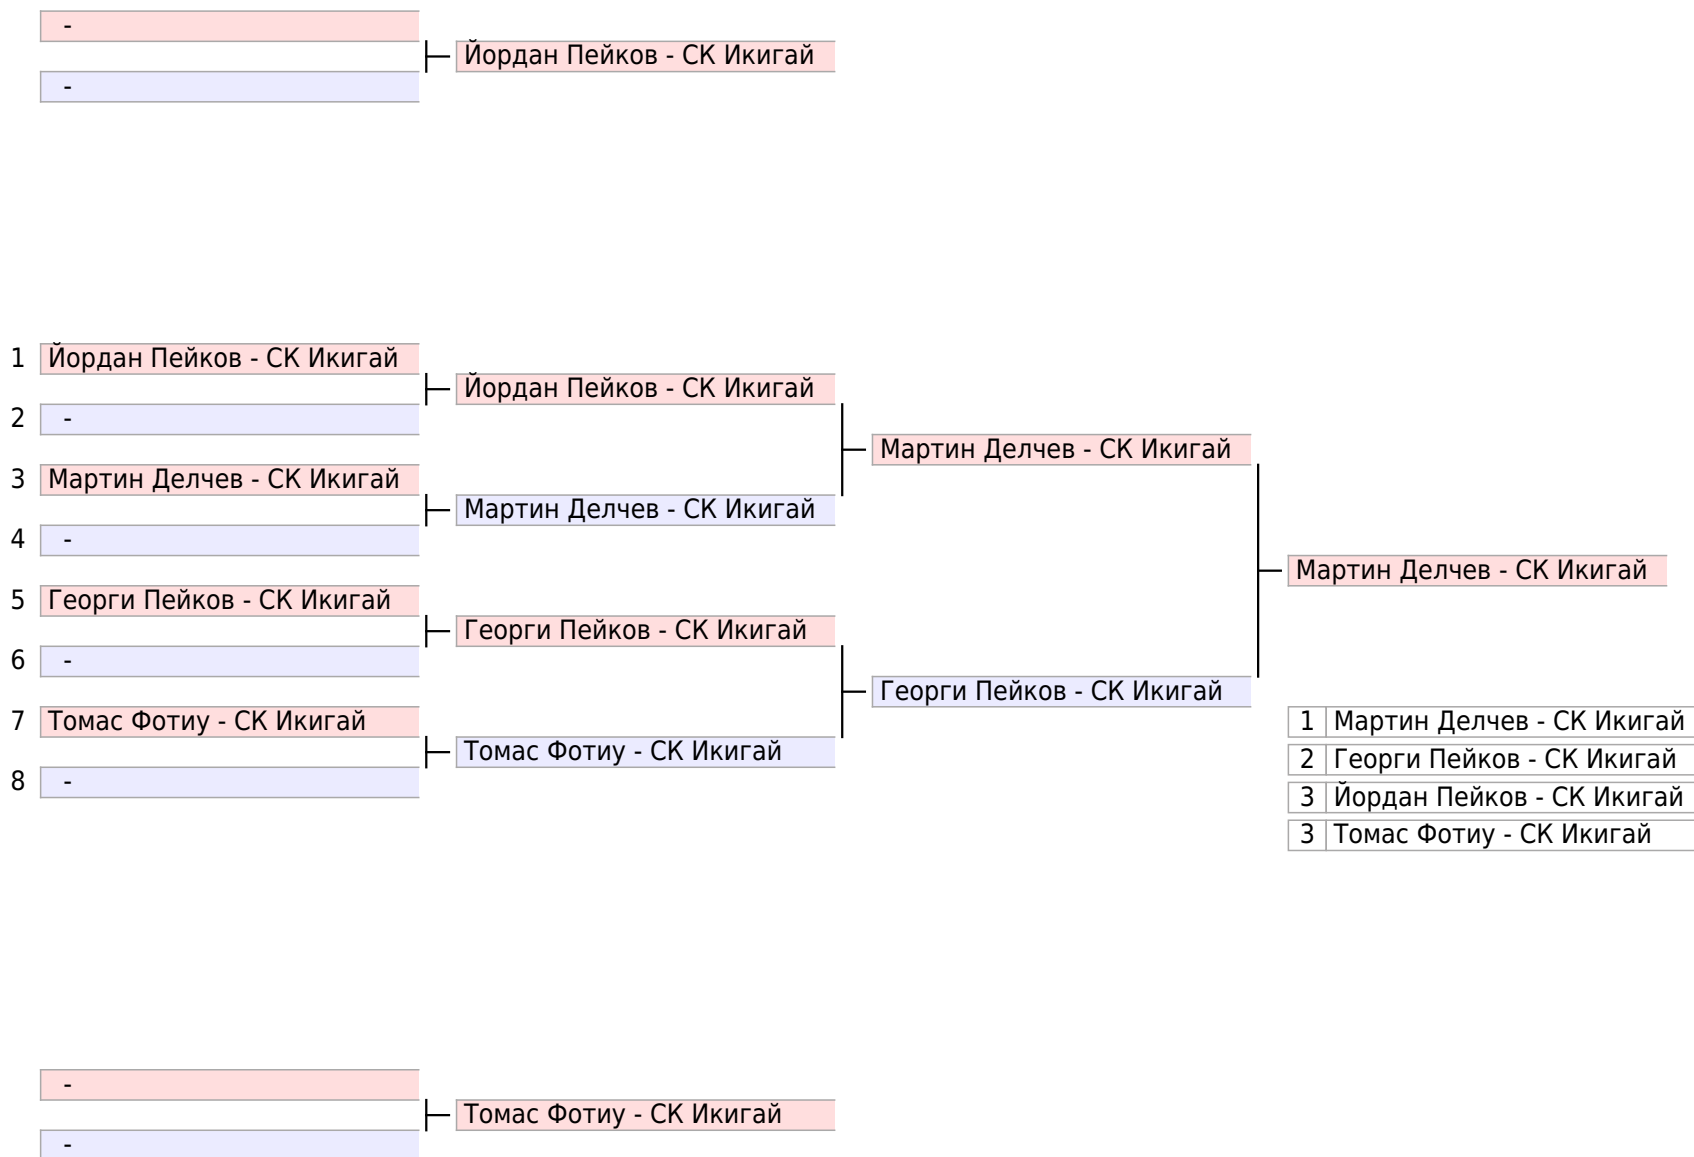 -
Йордан Пейков - СК Икигай
-
1 Йордан Пейков - СК Икигай
Йордан Пейков - СК Икигай
2 -
Мартин Делчев - СК Икигай
3 Мартин Делчев - СК Икигай
Мартин Делчев - СК Икигай
4 -
Мартин Делчев - СК Икигай
5 Георги Пейков - СК Икигай
Георги Пейков - СК Икигай
6 -
Георги Пейков - СК Икигай
7 Томас Фотиу - СК Икигай
Томас Фотиу - СК Икигай
8 -
1 Мартин Делчев - СК Икигай
2 Георги Пейков - СК Икигай
3 Йордан Пейков - СК Икигай
3 Томас Фотиу - СК Икигай
-
Томас Фотиу - СК Икигай
-